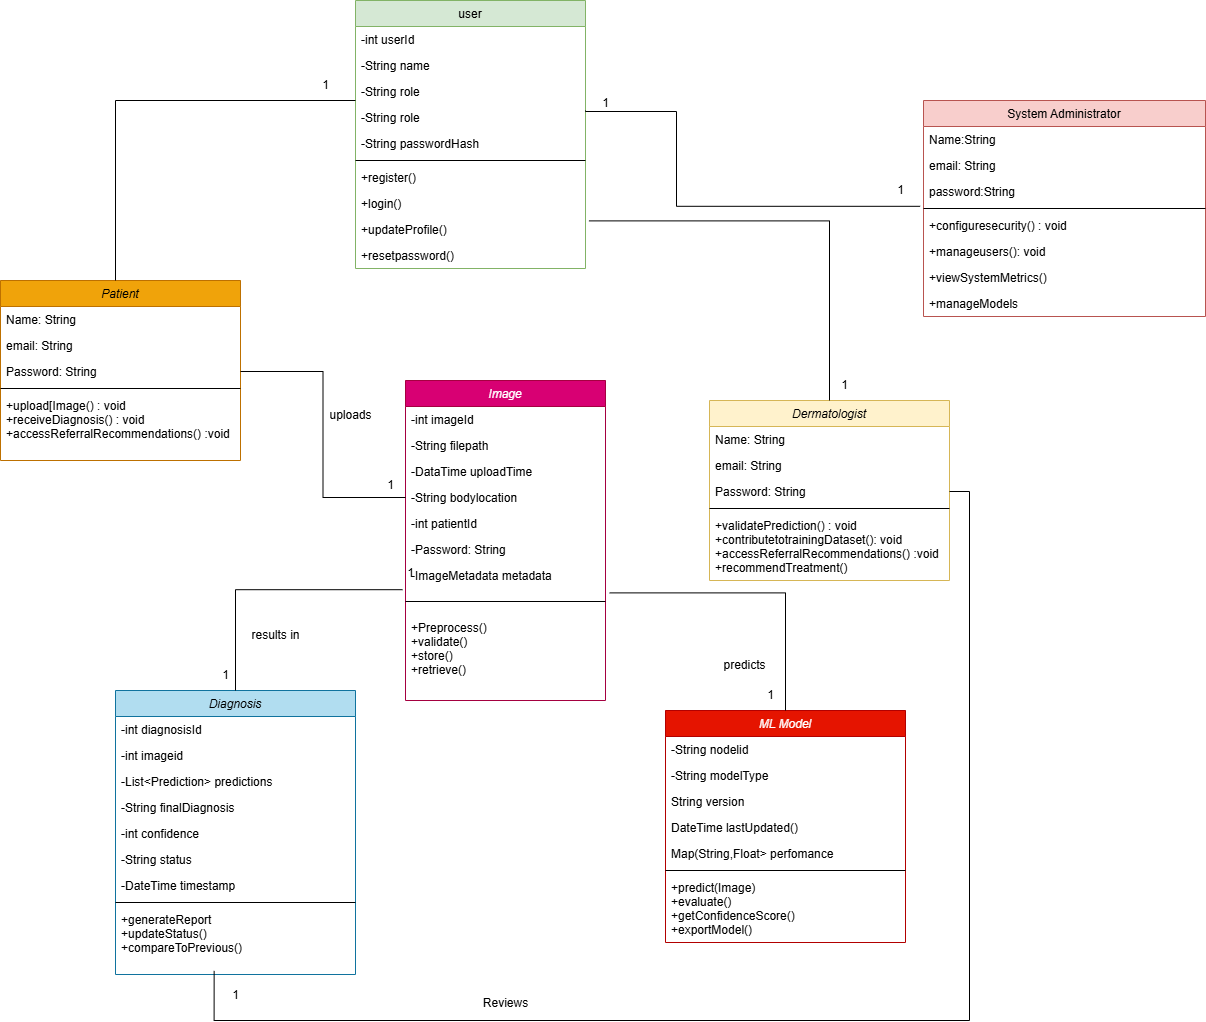 user
-int userId
-String name
-String role
-String role
-String passwordHash
+register()
+login()
+updateProfile()
+resetpassword()
1
1
1
System Administrator
Name:String
email: String
password:String
+configuresecurity() : void
+manageusers(): void
+viewSystemMetrics()
+manageModels
Patient
Name: String
email: String
Password: String
+upload[Image() : void
+receiveDiagnosis() : void
+accessReferralRecommendations() :void
uploads
1
Image
-int imageId
-String filepath
-DataTime uploadTime
-String bodylocation
-int patientId
-Password: String
-ImageMetadata metadata
+Preprocess()
+validate()
+store()
+retrieve()
1
1
Dermatologist
Name: String
email: String
Password: String
+validatePrediction() : void
+contributetotrainingDataset(): void
+accessReferralRecommendations() :void
+recommendTreatment()
results in
1
predicts
1
Diagnosis
-int diagnosisId
-int imageid
-List<Prediction> predictions
-String finalDiagnosis
-int confidence
-String status
-DateTime timestamp
+generateReport
+updateStatus()
+compareToPrevious()
ML Model
-String nodelid
-String modelType
String version
DateTime lastUpdated()
Map(String,Float> perfomance
+predict(Image)
+evaluate()
+getConfidenceScore()
+exportModel()
1
Reviews